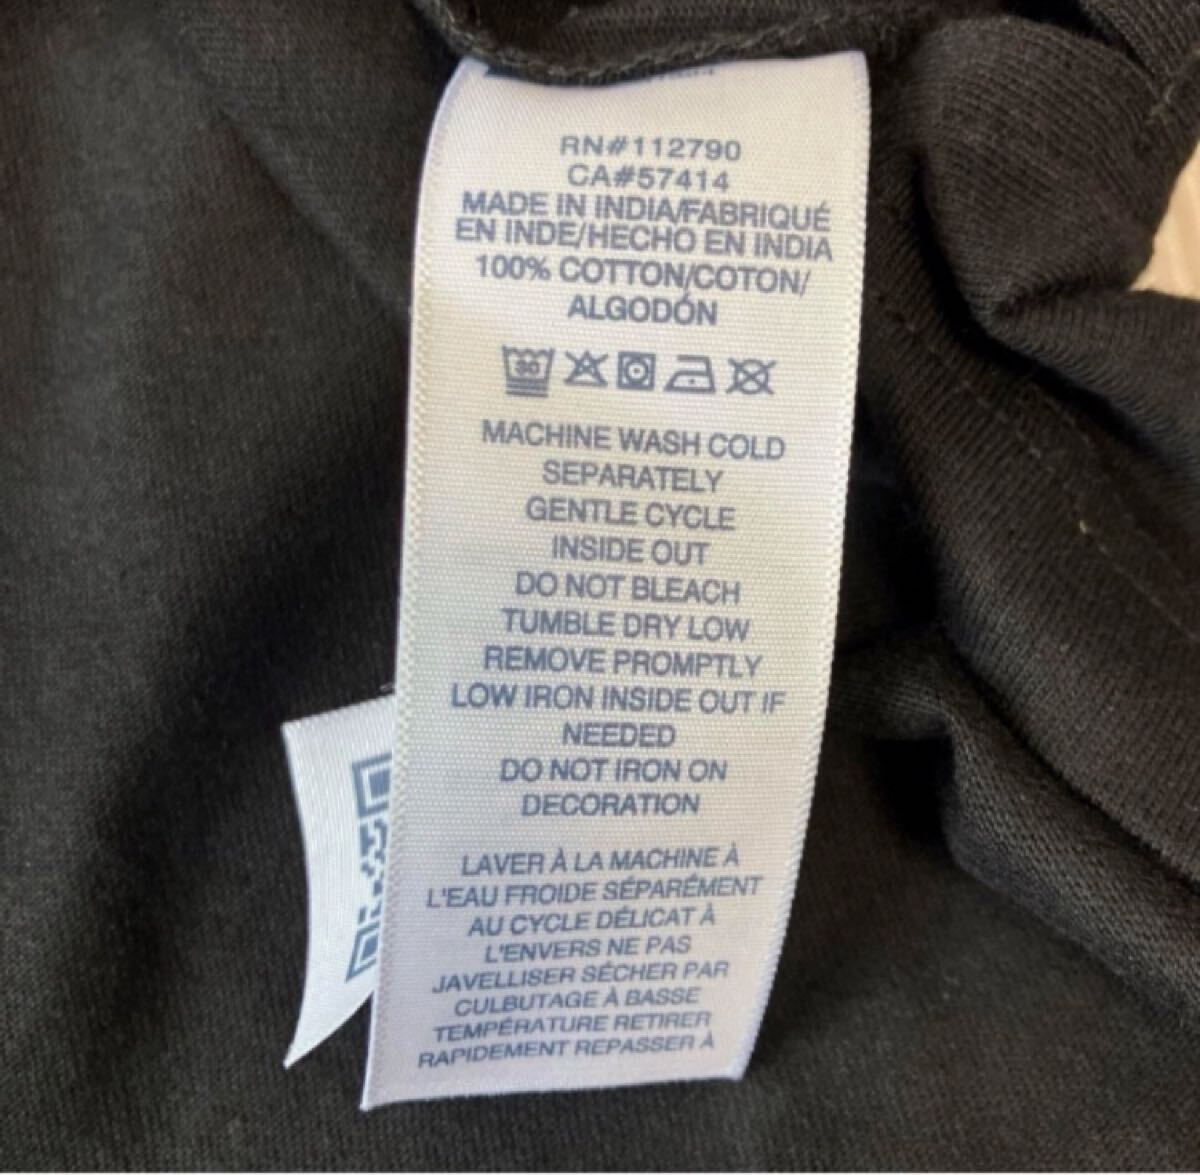 RN#112790
CA#57414
MADE IN INDIA/FABRIQUÉ
EN INDE/HECHO EN INDIA
100% COTTON/COTON/
ALGODÓN
30
MACHINE WASH COLD
SEPARATELY
GENTLE CYCLE
INSIDE OUT
DO NOT BLEACH
TUMBLE DRY LOW
REMOVE PROMPTLY
LOW IRON INSIDE OUT IF
NEEDED
DO NOT IRON ON
DECORATION
LAVER À LA MACHINE À
L'EAU FROIDE SÉPARÉMENT
AU CYCLE DÉLICAT À
L'ENVERS NE PAS
JAVELLISER SÉCHER PAR
CULBUTAGE À BASSE
TEMPÉRATURE RETIRER
RAPIDEMENT REPASSER À